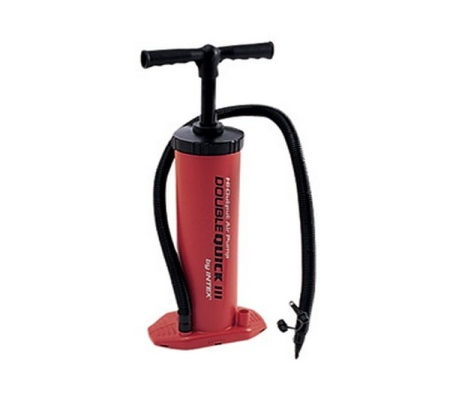 Hi-Output Air Pump
DOUBLE QUICK III
by INTEX